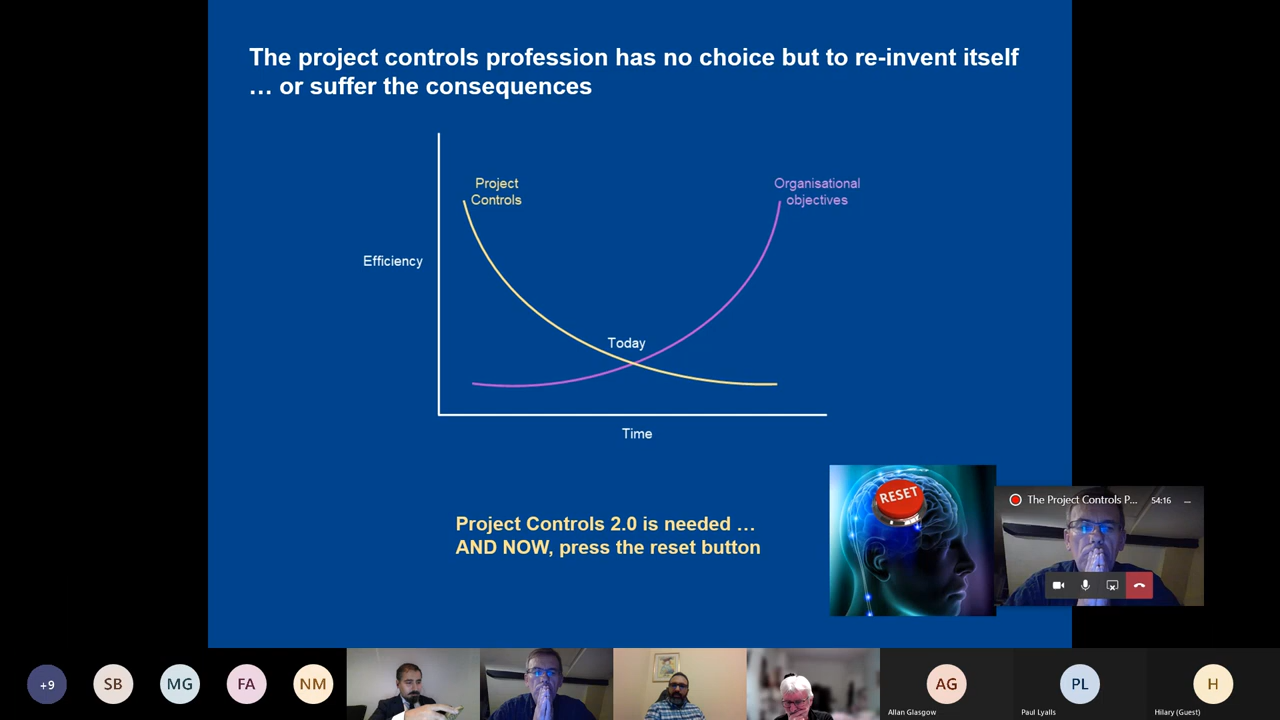 The project controls profession has no choice but to re-invent itself
… or suffer the consequences
Project
Controls
Organisational
objectives
Efficiency
Today
Time
Project Controls 2.0 is needed …
AND NOW, press the reset button
RESET
The Project Controls P...
54:16
...
+9
SB
MG
FA
NM
AG
Allan Glasgow
PL
Paul Lyalls
H
Hilary (Guest)